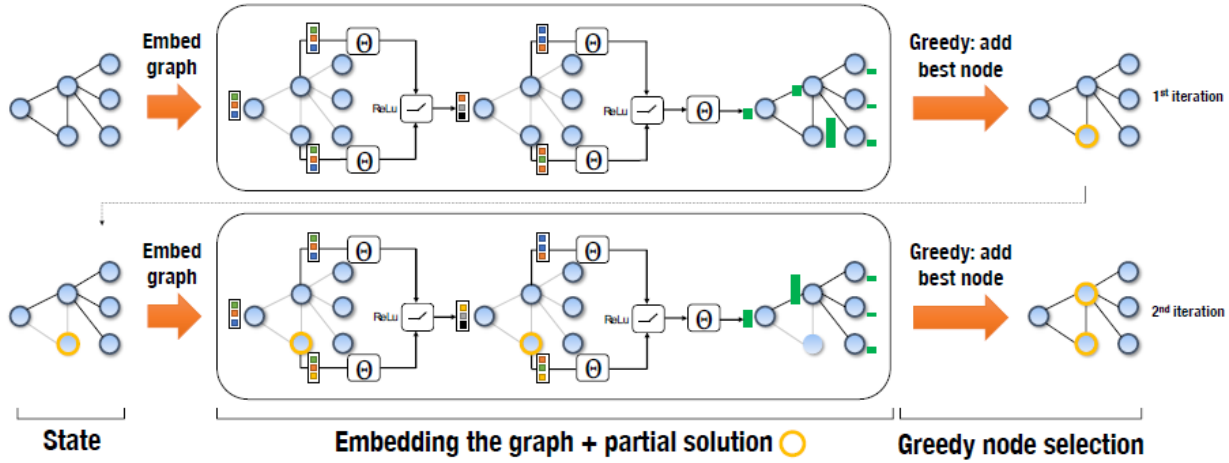 Embed
graph
Θ
Θ
ReLu
Θ
Θ
ReLu
Θ
Greedy: add
best node
1st iteration
Embed
graph
Θ
Θ
ReLu
Θ
Θ
ReLu
Θ
Greedy: add
best node
2nd iteration
State
Embedding the graph + partial solution
Greedy node selection